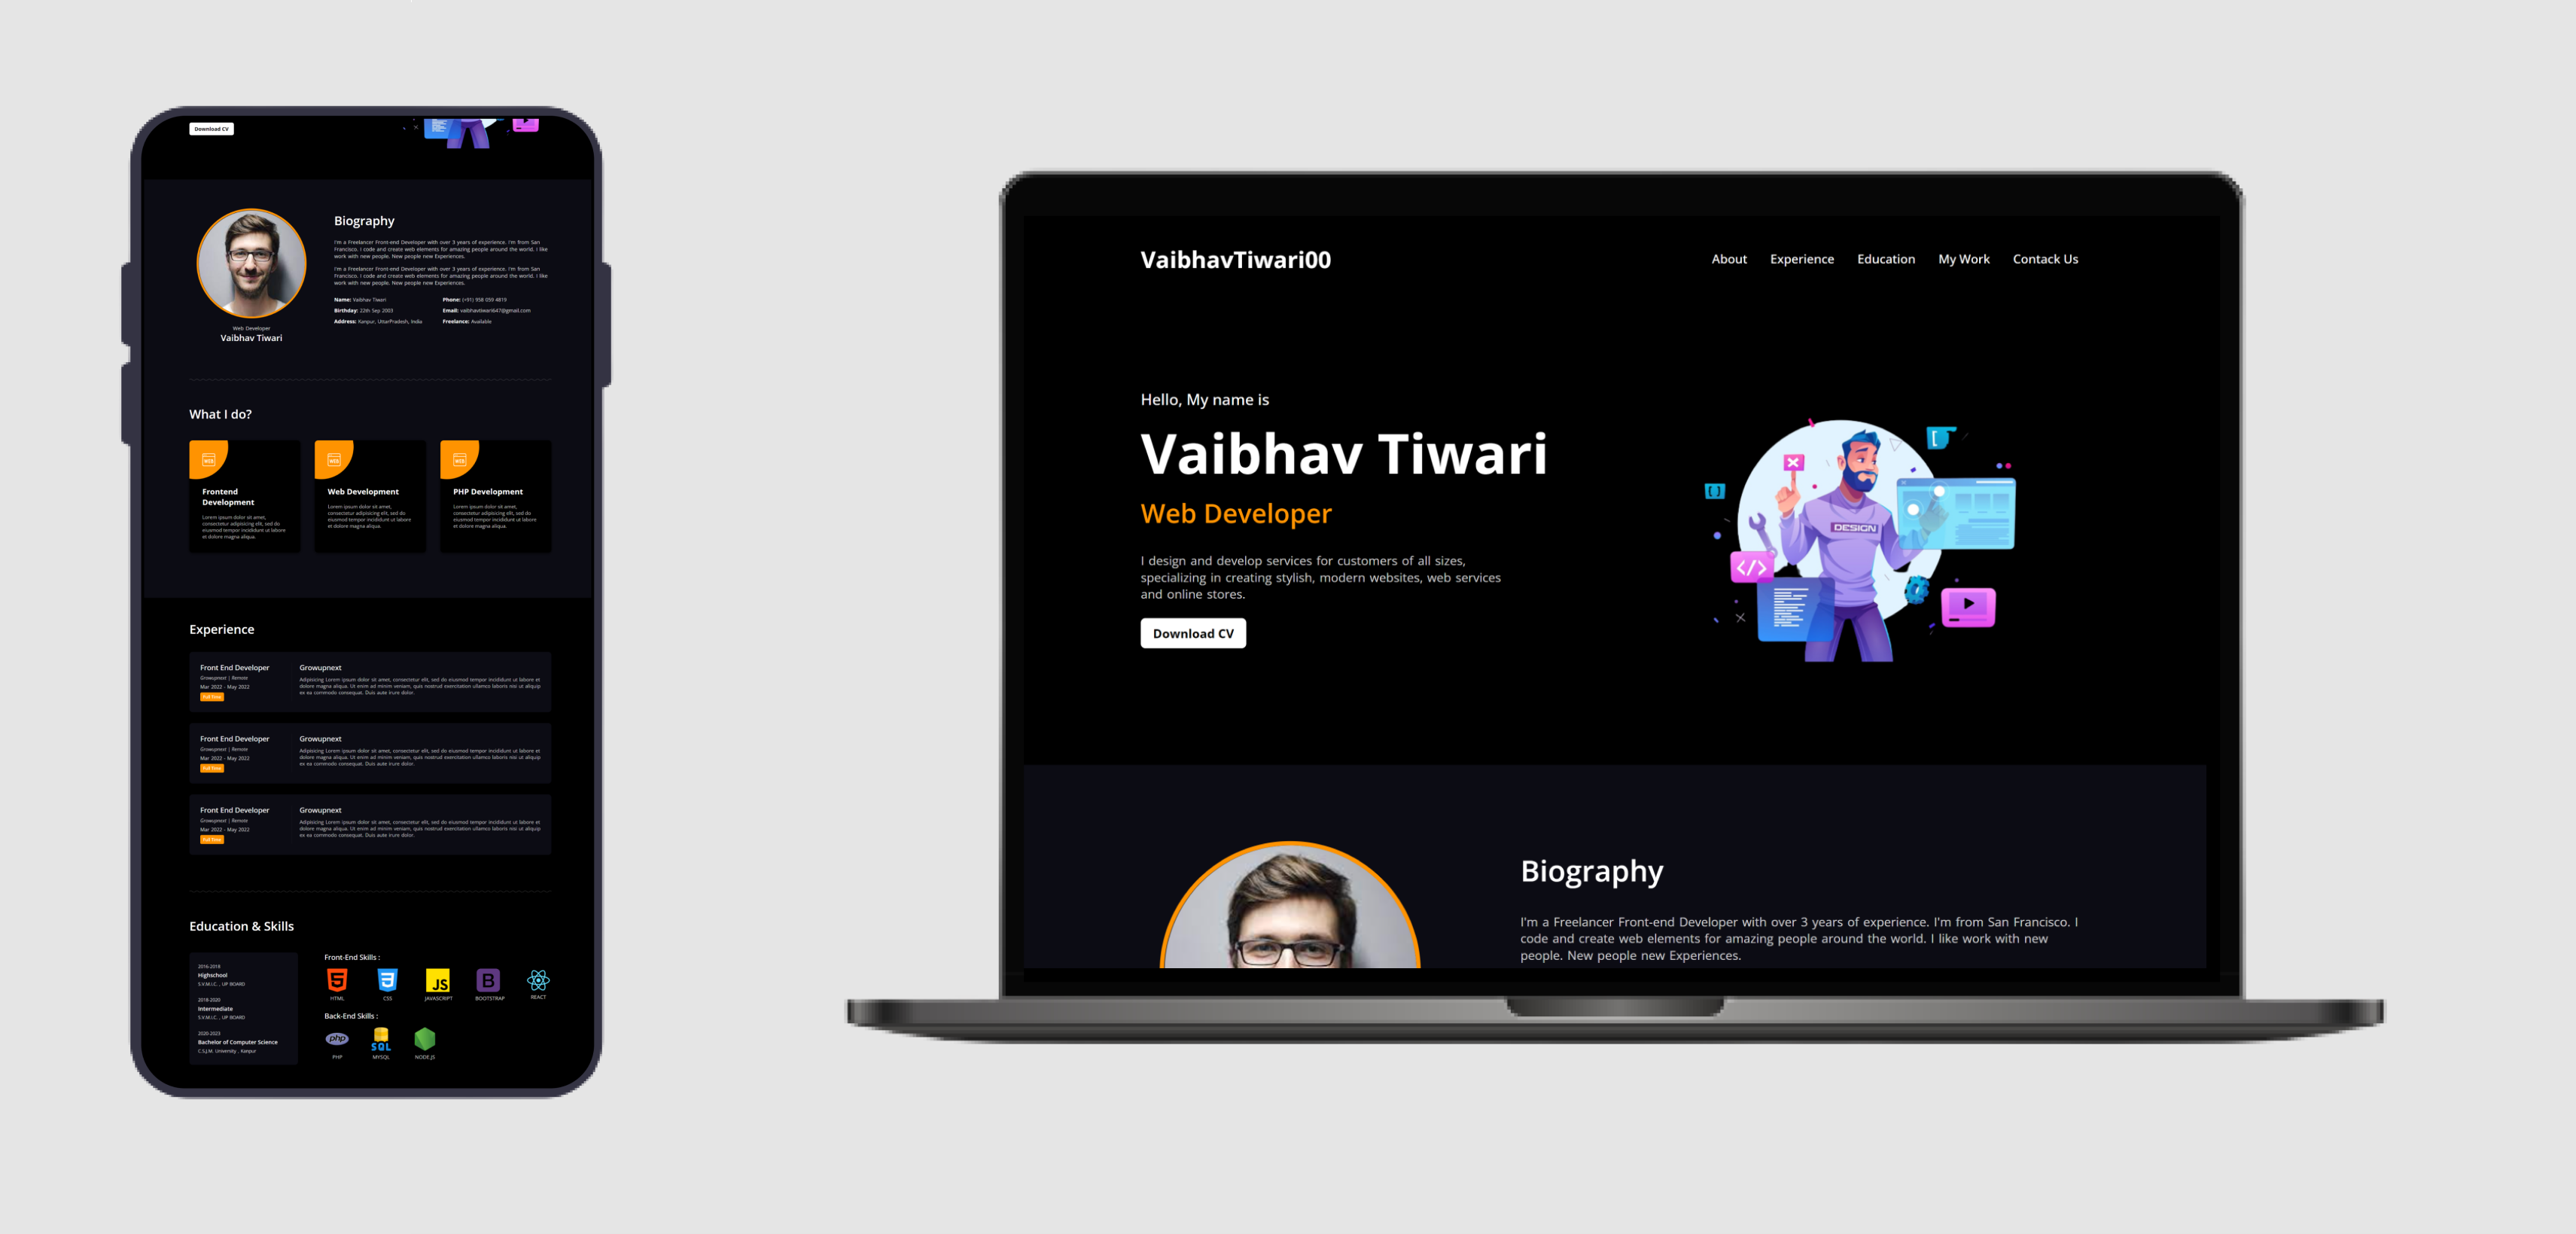 Download CV
Biography
I'm a Freelancer Front-end Developer with over 3 years of experience. I'm from San
Francisco. I code and create web elements for amazing people around the world. I like
work with new people. New people new Experiences.
I'm a Freelancer Front-end Developer with over 3 years of experience. I'm from San
Francisco. I code and create web elements for amazing people around the world. I like
work with new people. New people new Experiences.
Name: Vaibhav Tiwari
Phone: (+91) 958 059 4819
Birthday: 22th Sep 2003
Email: vaibhavtiwari647@gmail.com
Address: Kanpur, UttarPradesh, India
Freelance: Available
Web Developer
Vaibhav Tiwari
What I do?
WEB
Frontend
Development
Lorem ipsum dolor sit amet,
consectetur adipisicing elit, sed do
eiusmod tempor incididunt ut labore
et dolore magna aliqua.
WEB
Web Development
Lorem ipsum dolor sit amet,
consectetur adipisicing elit, sed do
eiusmod tempor incididunt ut labore
et dolore magna aliqua.
WEB
PHP Development
Lorem ipsum dolor sit amet,
consectetur adipisicing elit, sed do
eiusmod tempor incididunt ut labore
et dolore magna aliqua.
Experience
Front End Developer
Growupnext | Remote
Mar 2022 - May 2022
Full Time
Growupnext
Adipisicing Lorem ipsum dolor sit amet, consectetur elit, sed do eiusmod tempor incididunt ut labore et
dolore magna aliqua. Ut enim ad minim veniam, quis nostrud exercitation ullamco laboris nisi ut aliquip
ex ea commodo consequat. Duis aute irure dolor.
Front End Developer
Growupnext | Remote
Mar 2022 - May 2022
Full Time
Growupnext
Adipisicing Lorem ipsum dolor sit amet, consectetur elit, sed do eiusmod tempor incididunt ut labore et
dolore magna aliqua. Ut enim ad minim veniam, quis nostrud exercitation ullamco laboris nisi ut aliquip
ex ea commodo consequat. Duis aute irure dolor.
Front End Developer
Growupnext | Remote
Mar 2022 - May 2022
Full Time
Growupnext
Adipisicing Lorem ipsum dolor sit amet, consectetur elit, sed do eiusmod tempor incididunt ut labore et
dolore magna aliqua. Ut enim ad minim veniam, quis nostrud exercitation ullamco laboris nisi ut aliquip
ex ea commodo consequat. Duis aute irure dolor.
Education & Skills
2016-2018
Highschool
S.V.M.I.C. , UP BOARD
2018-2020
Intermediate
S.V.M.I.C. , UP BOARD
2020-2023
Bachelor of Computer Science
C.S.J.M. University , Kanpur
Front-End Skills :
5
HTML
3
CSS
JS
JAVASCRIPT
B
BOOTSTRAP
REACT
Back-End Skills :
php
PHP
SQL
MYSQL
NODE.JS
VaibhavTiwari00
About
Experience
Education
My Work
Contack Us
Hello, My name is
Vaibhav Tiwari
Web Developer
I design and develop services for customers of all sizes,
specializing in creating stylish, modern websites, web services
and online stores.
Download CV
[ ]
[
DESIGN
</>
Biography
I'm a Freelancer Front-end Developer with over 3 years of experience. I'm from San Francisco. I
code and create web elements for amazing people around the world. I like work with new
people. New people new Experiences.